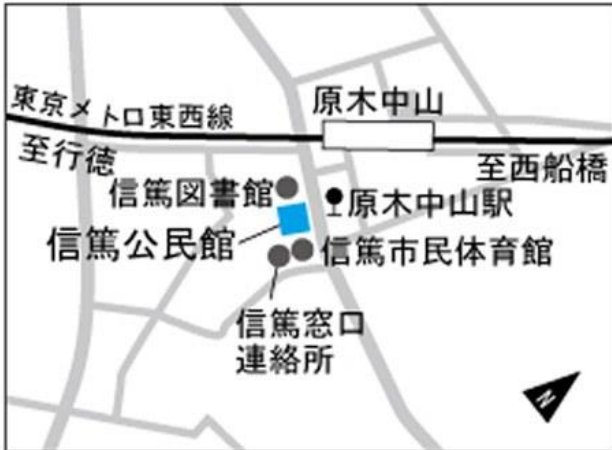 原木中山
東京メトロ東西線
至行徳
至西船橋
信篤図書館
原木中山駅
信篤公民館
信篤市民体育館
信篤窓口
連絡所
N